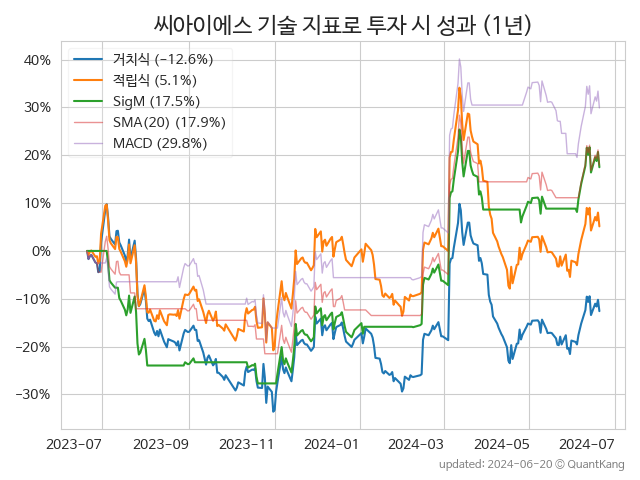 씨아이에스 기술 지표로 투자 시 성과 (1년)
거치식 (−12.6%)
적립식 (5.1%)
SigM (17.5%)
SMA(20) (17.9%)
MACD (29.8%)
40%
30%
20%
10%
0%
−10%
−20%
−30%
2023−07 2023−09 2023−11 2024−01 2024−03 2024−05 2024−07
updated: 2024−06−20 © QuantKang